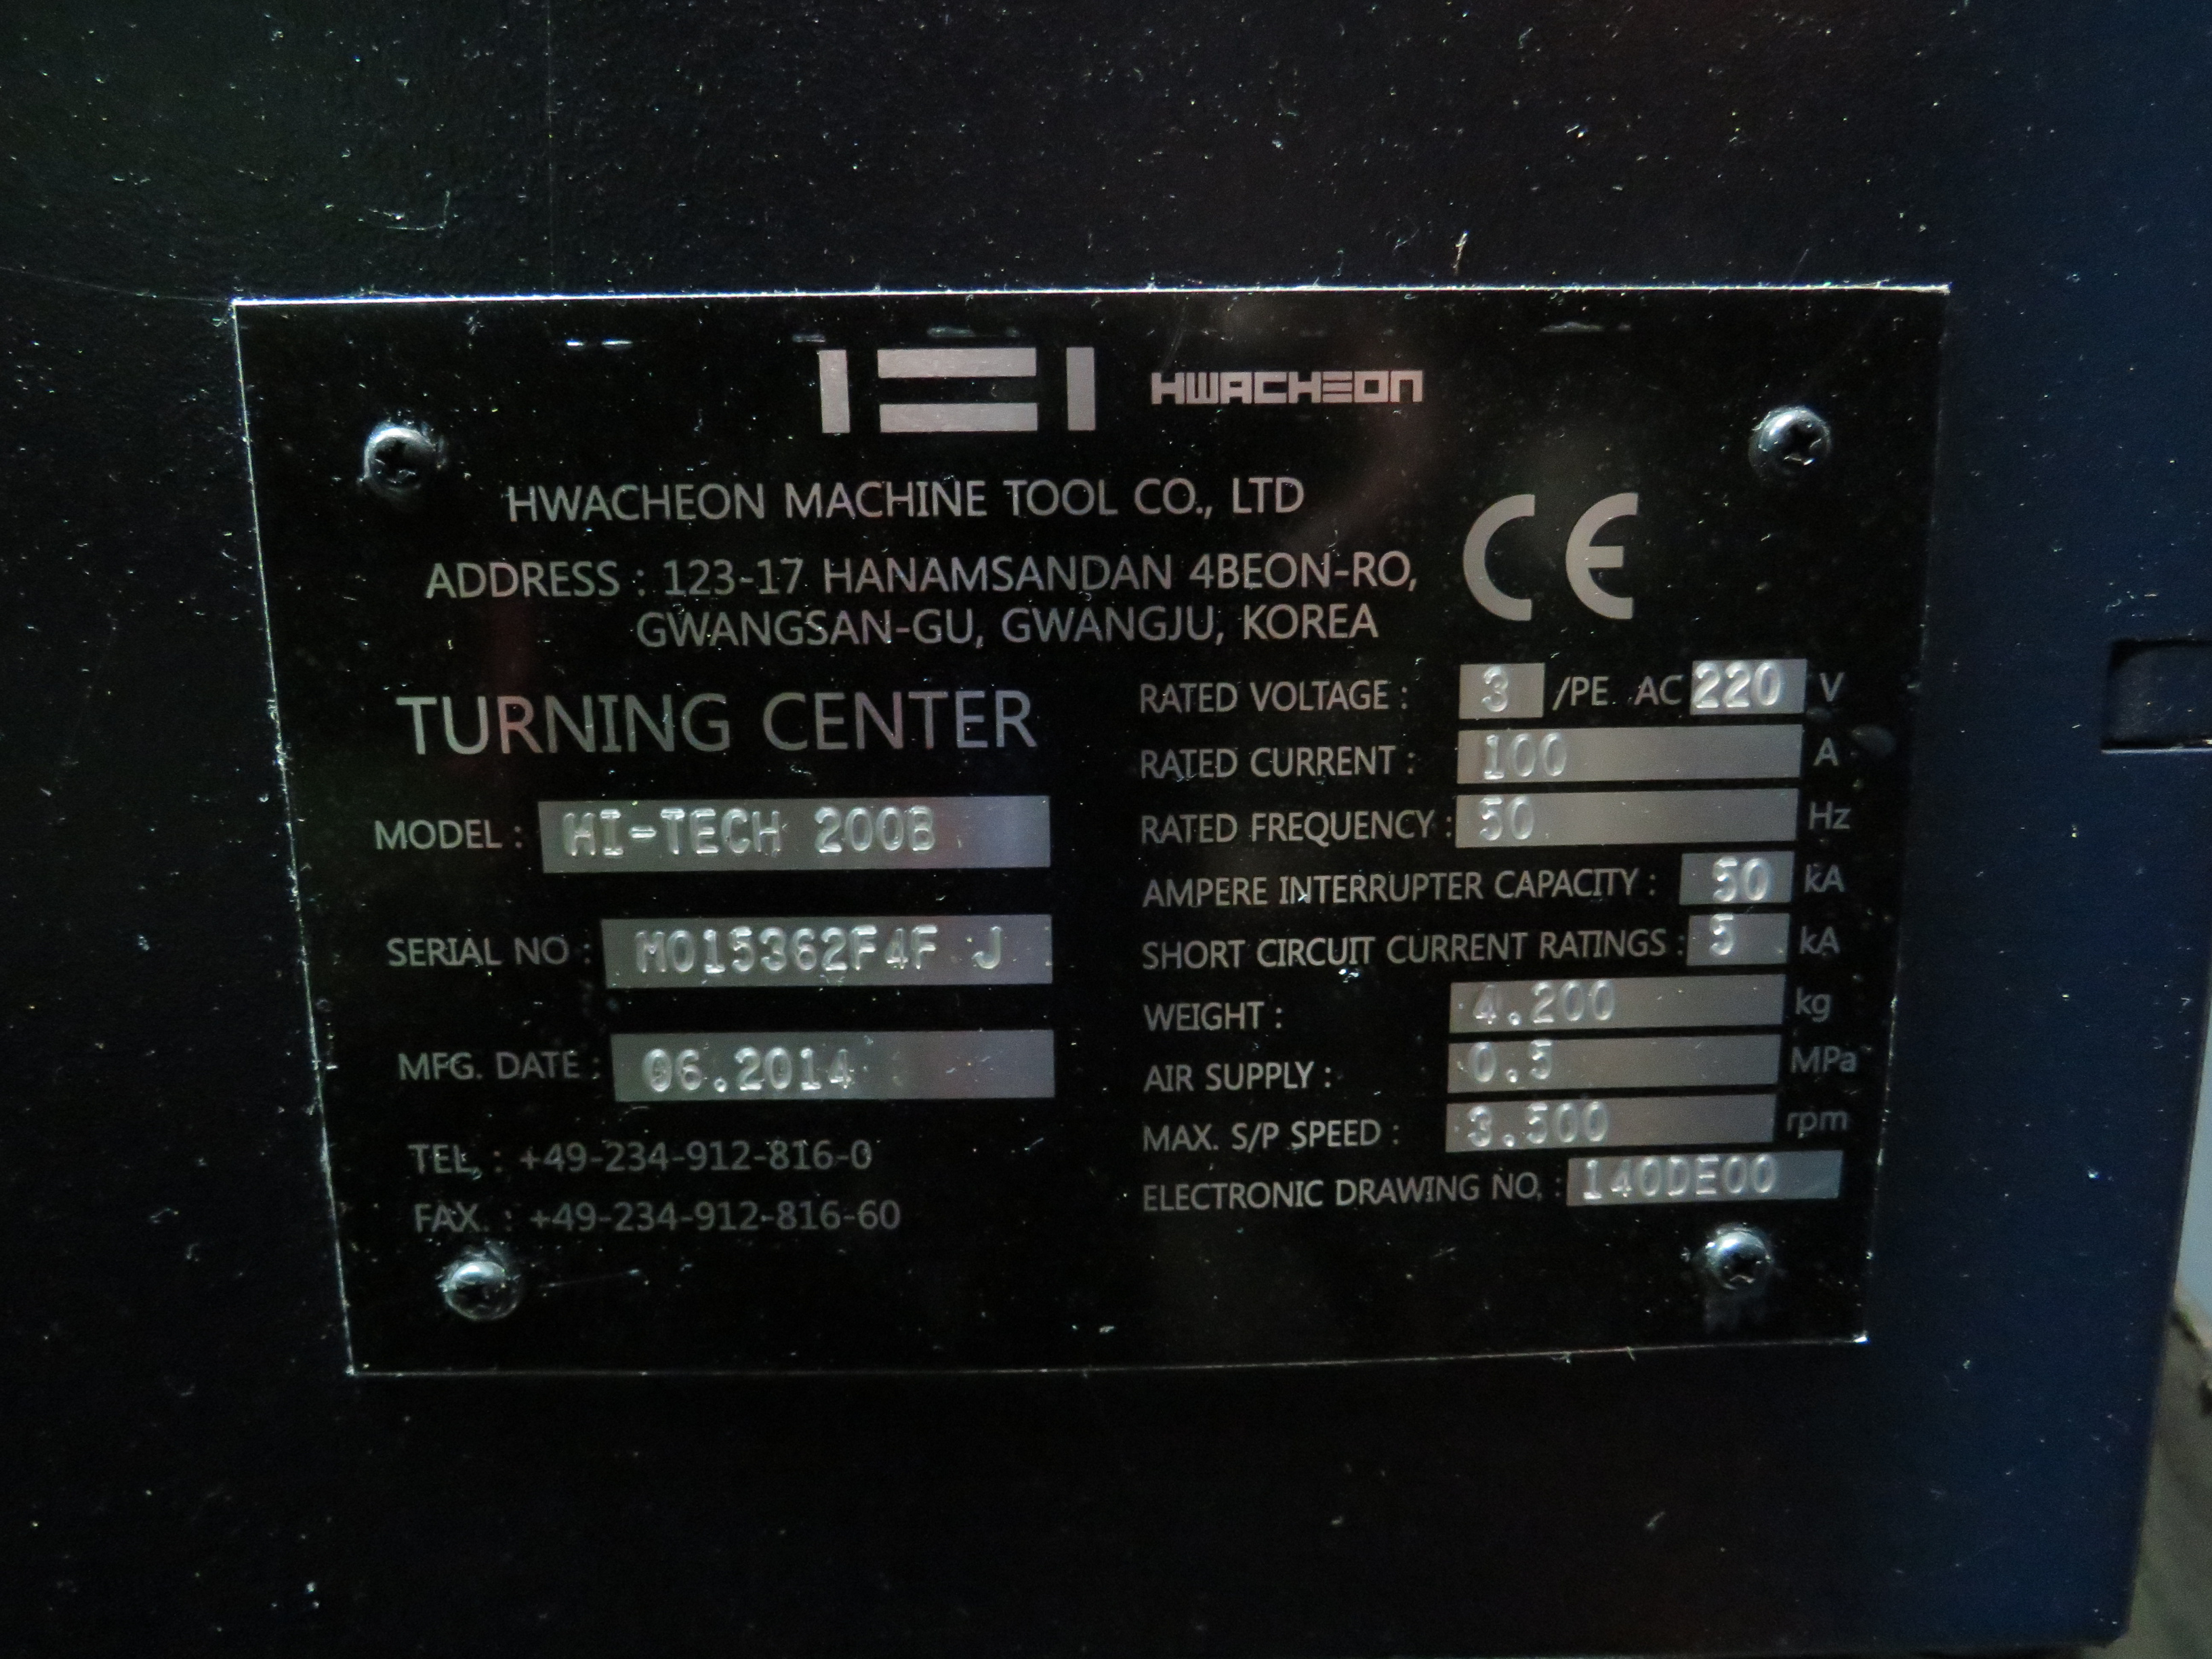 HWACHEON
HWACHEON MACHINE TOOL CO., LTD
ADDRESS : 123-17 HANAMSANDAN 4BEON-RO,
GWANGSAN-GU, GWANGJU, KOREA
CE
TURNING CENTER
MODEL : HI-TECH 200B
SERIAL NO : M015362F4F J
MFG. DATE : 06.2014
TEL. : +49-234-912-816-0
FAX. : +49-234-912-816-60
RATED VOLTAGE : 3 /PE AC 220 V
RATED CURRENT : 100 A
RATED FREQUENCY : 50 Hz
AMPERE INTERRUPTER CAPACITY : 50 kA
SHORT CIRCUIT CURRENT RATINGS : 5 kA
WEIGHT : 4.200 kg
AIR SUPPLY : 0.5 MPa
MAX. S/P SPEED : 3.500 rpm
ELECTRONIC DRAWING NO. : 140DE00